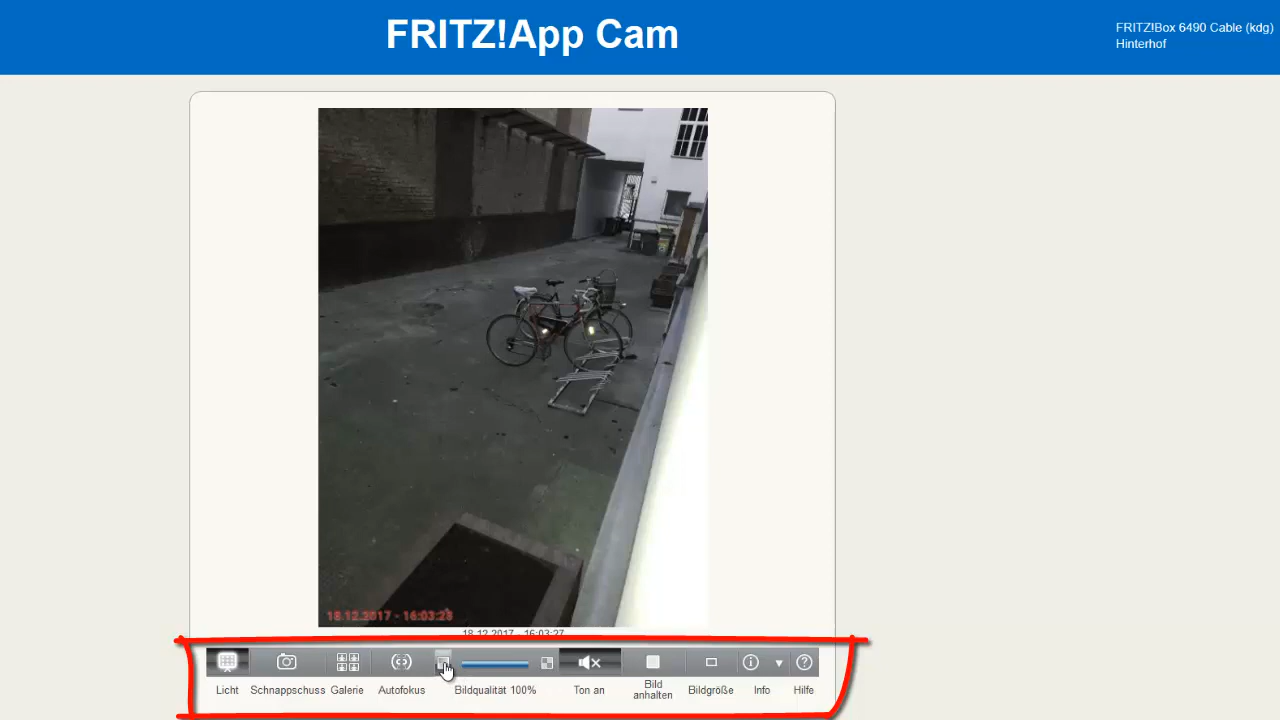 FRITZ!App Cam
FRITZ!Box 6490 Cable (kdg)
Hinterhof
18.12.2017 - 16:03:23
18.12.2017 - 16:03:27
Licht
Schnappschuss
Galerie
Autofokus
Bildqualität 100%
Ton an
Bild
anhalten
Bildgröße
Info
Hilfe